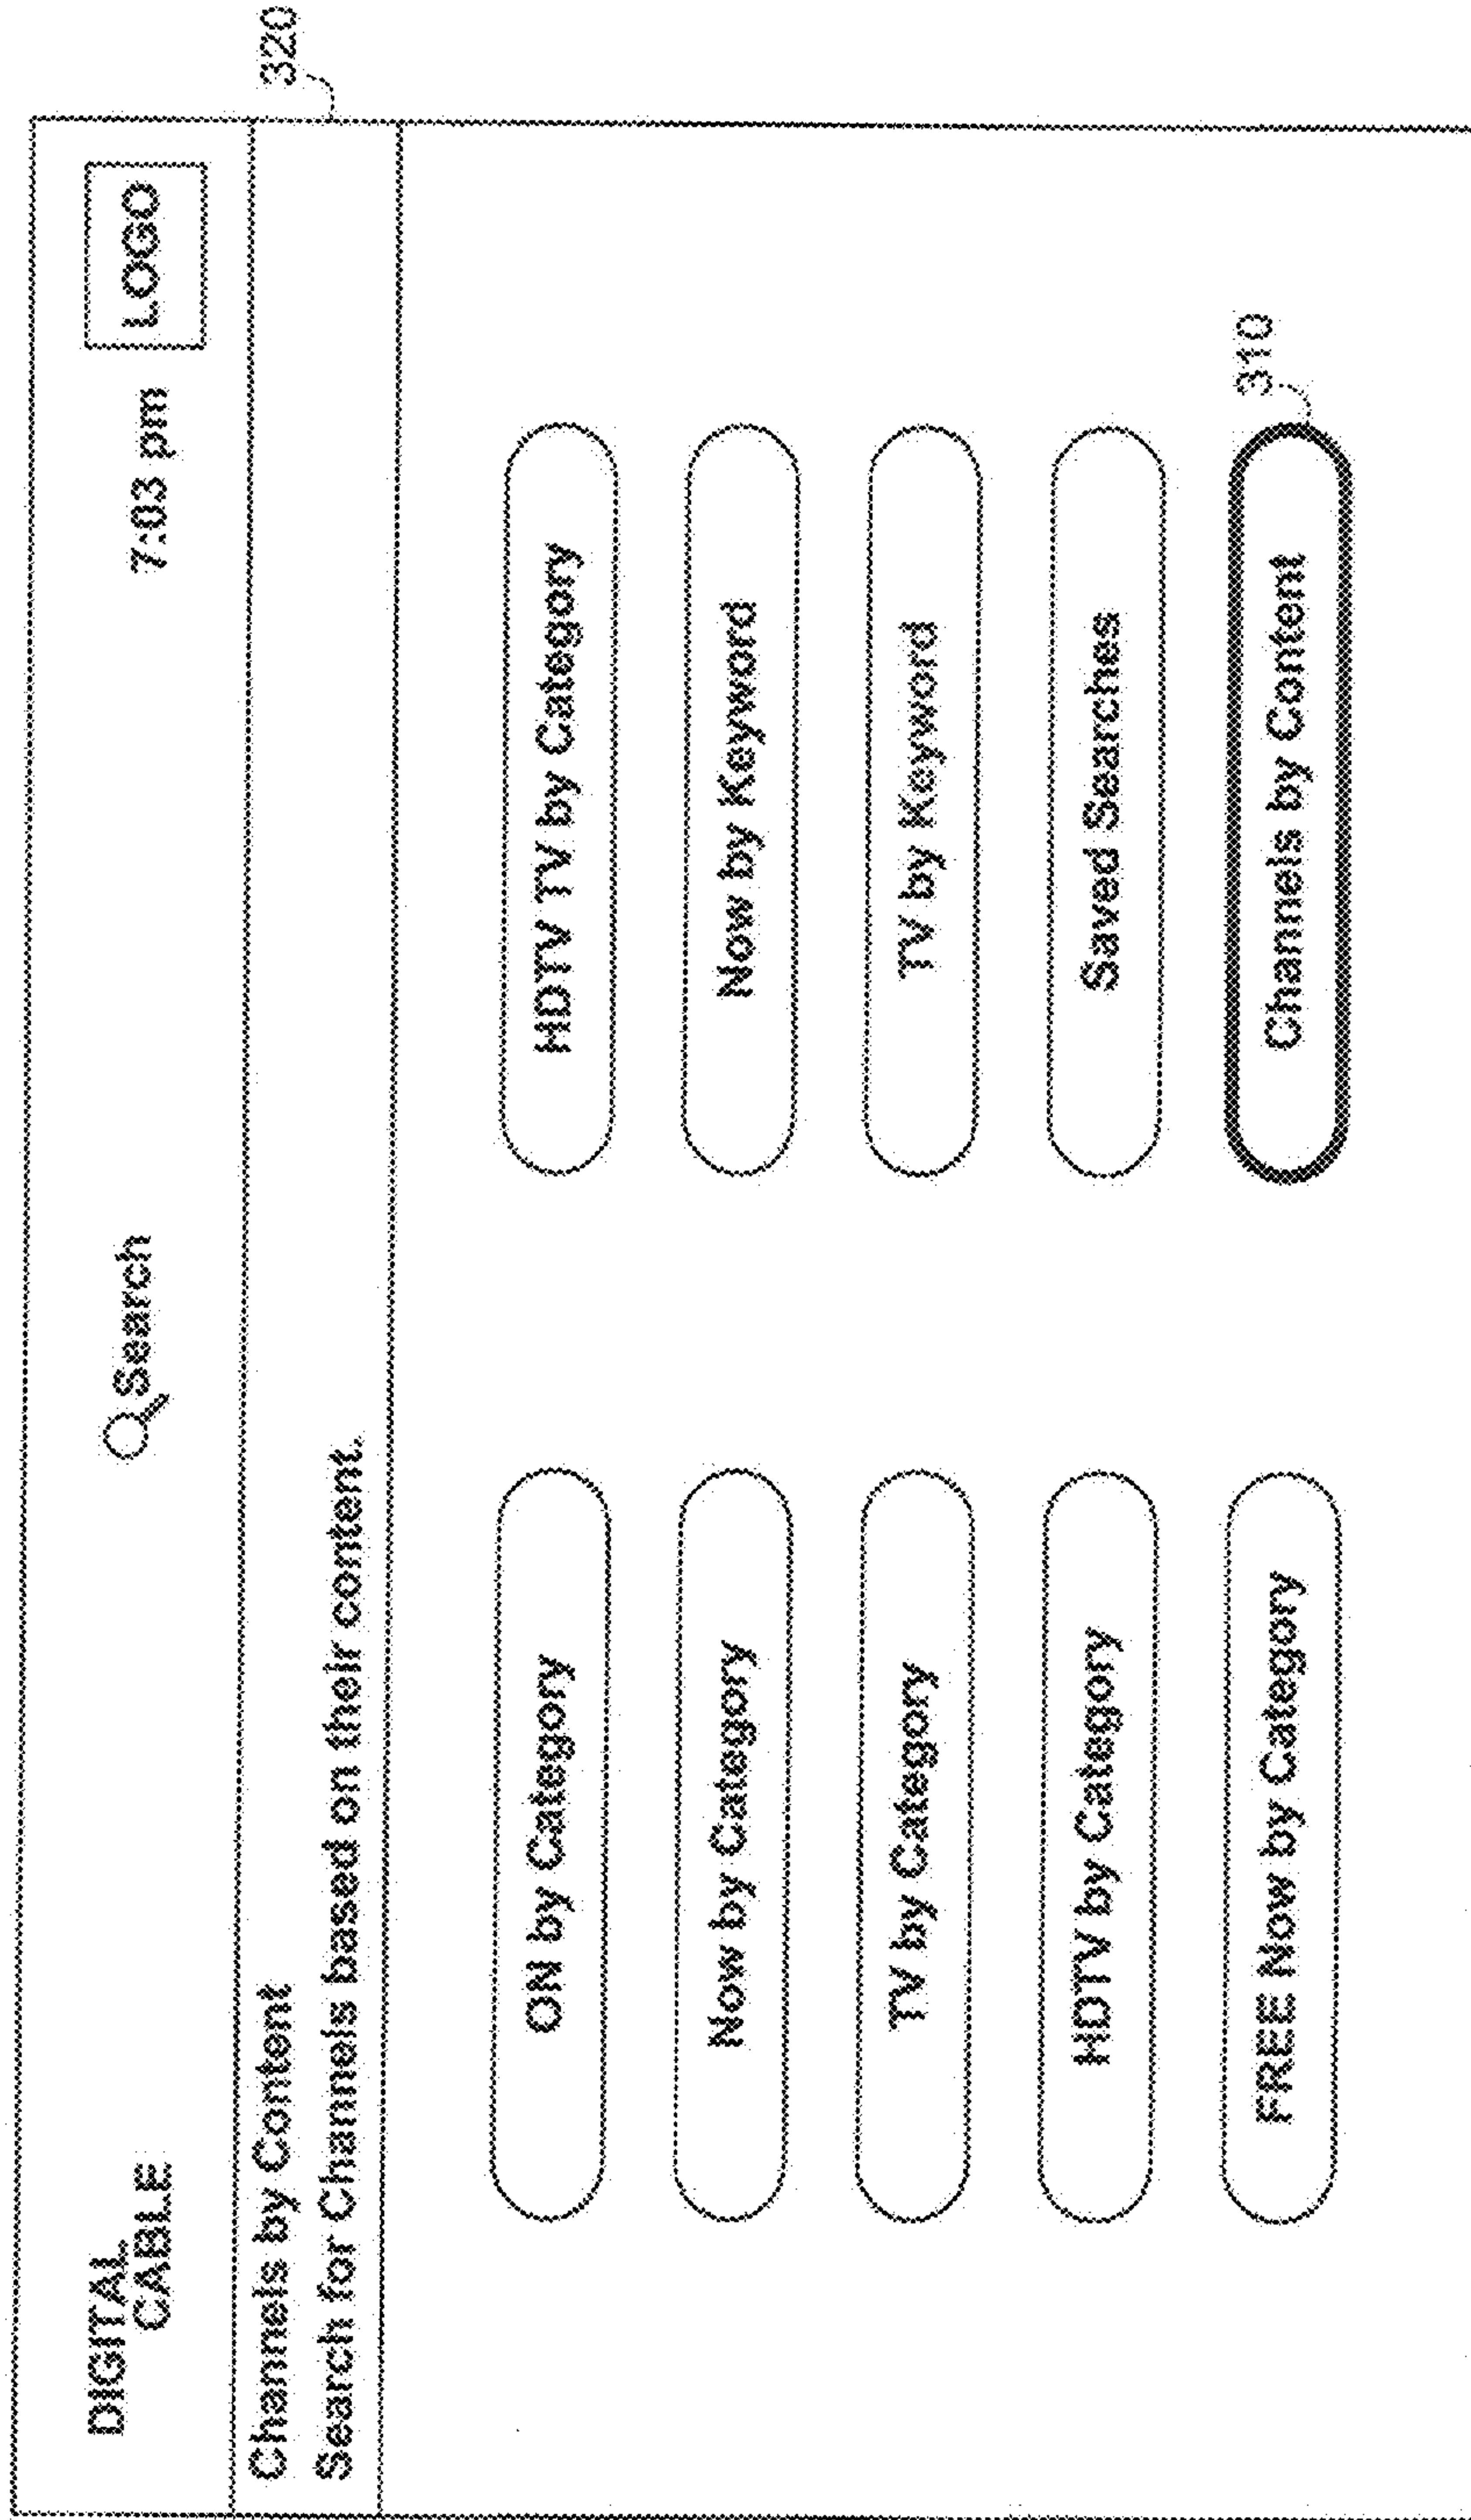 DIGITAL
CABLE
Search
7:03 pm
LOGO
320
Channels by Content
Search for Channels based on their content.
ON by Category
HDTV TV by Category
Now by Category
Now by Keyword
TV by Category
TV by Keyword
HDTV by Category
Saved Searches
FREE Now by Category
Channels by Content
310